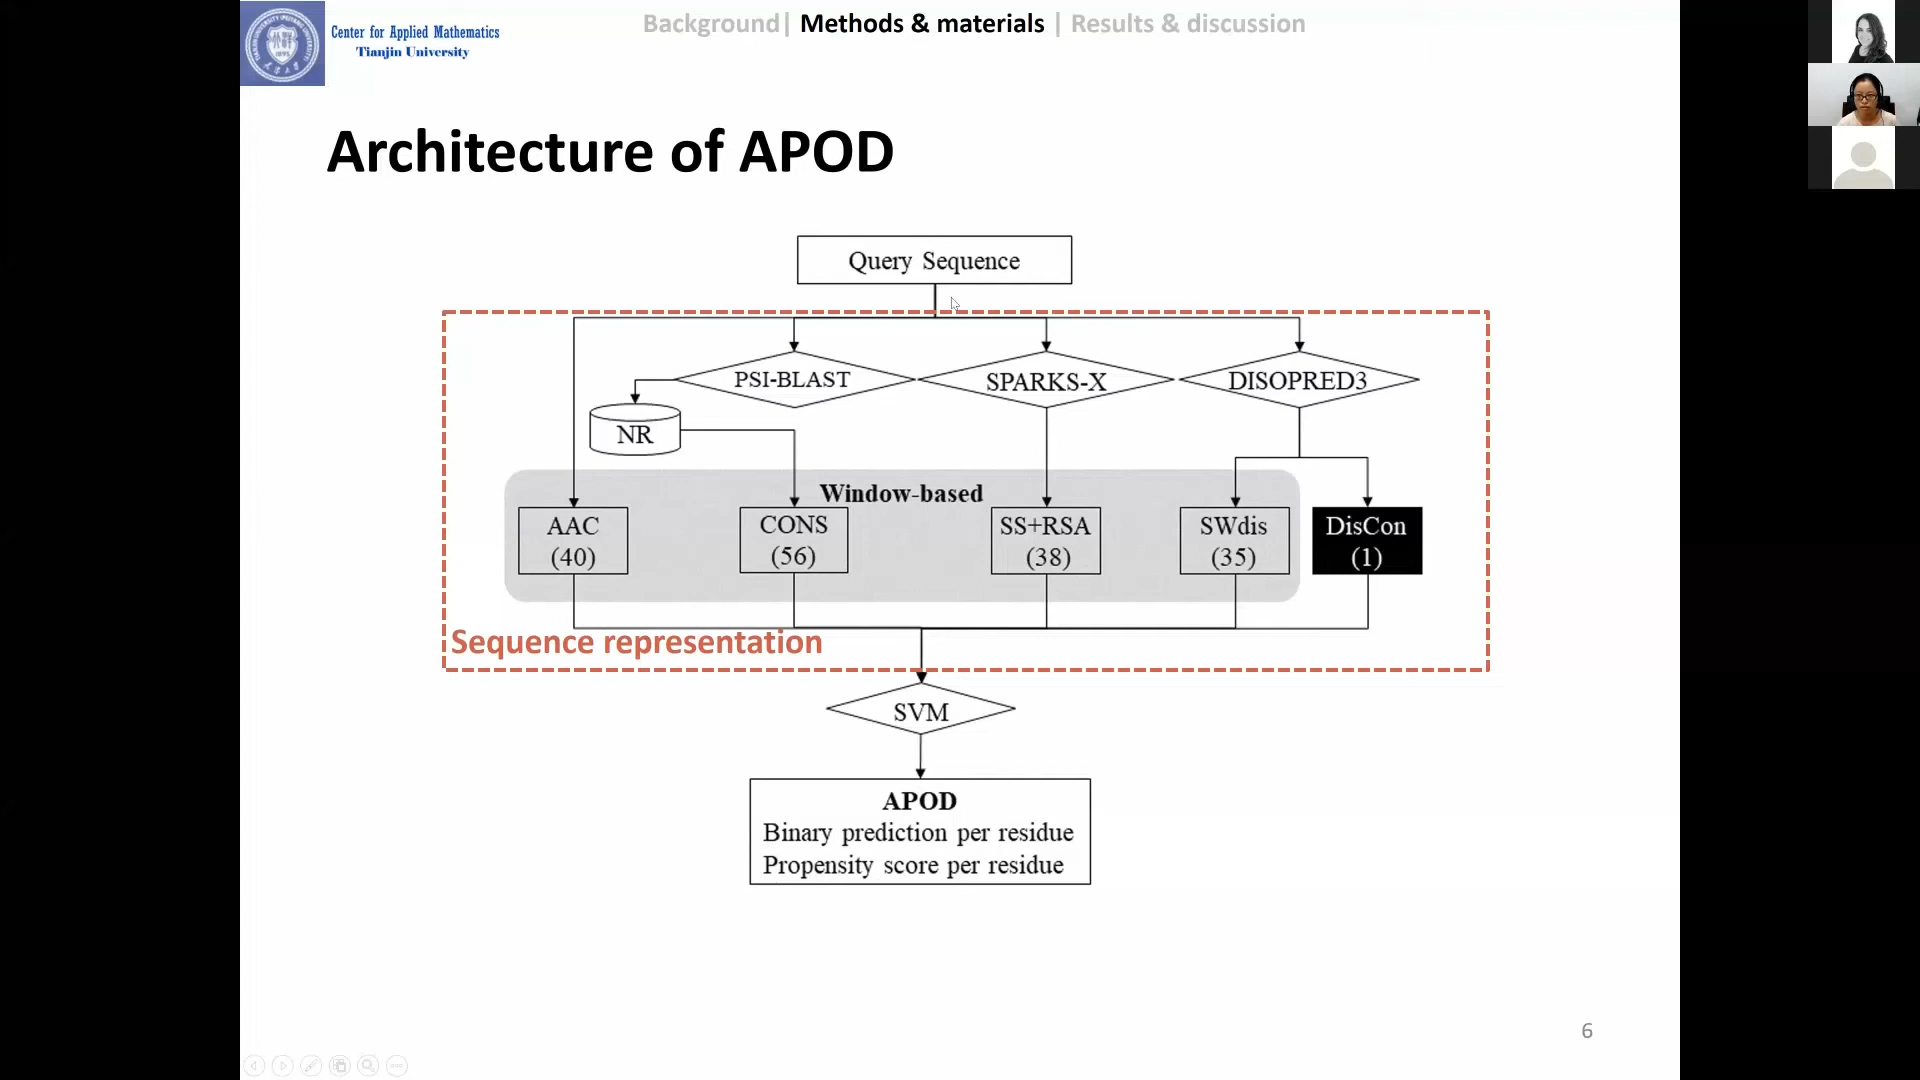 Center for Applied Mathematics
Tianjin University
Background| Methods & materials | Results & discussion
Architecture of APOD
Query Sequence
PSI-BLAST
SPARKS-X
DISOPRED3
NR
Window-based
AAC
(40)
CONS
(56)
SS+RSA
(38)
SWdis
(35)
DisCon
(1)
Sequence representation
SVM
APOD
Binary prediction per residue
Propensity score per residue
6